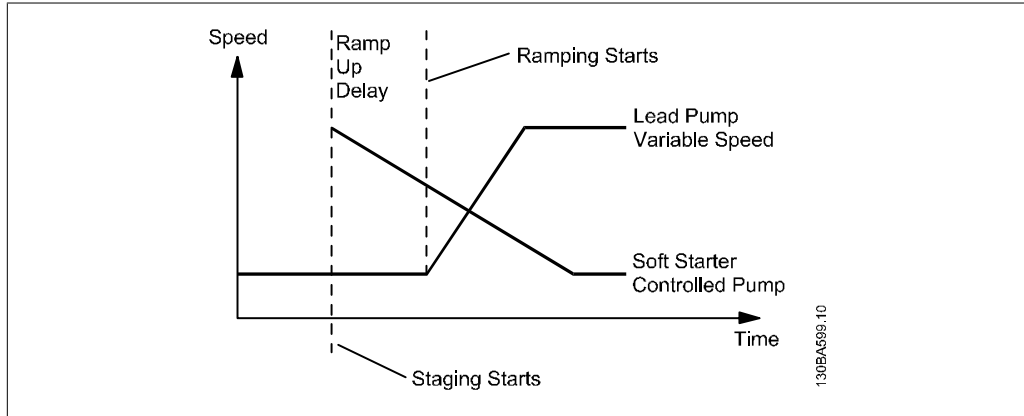 Speed
Ramp
Up
Delay
Ramping Starts
Lead Pump
Variable Speed
Soft Starter
Controlled Pump
Time
Staging Starts
130BA599.10